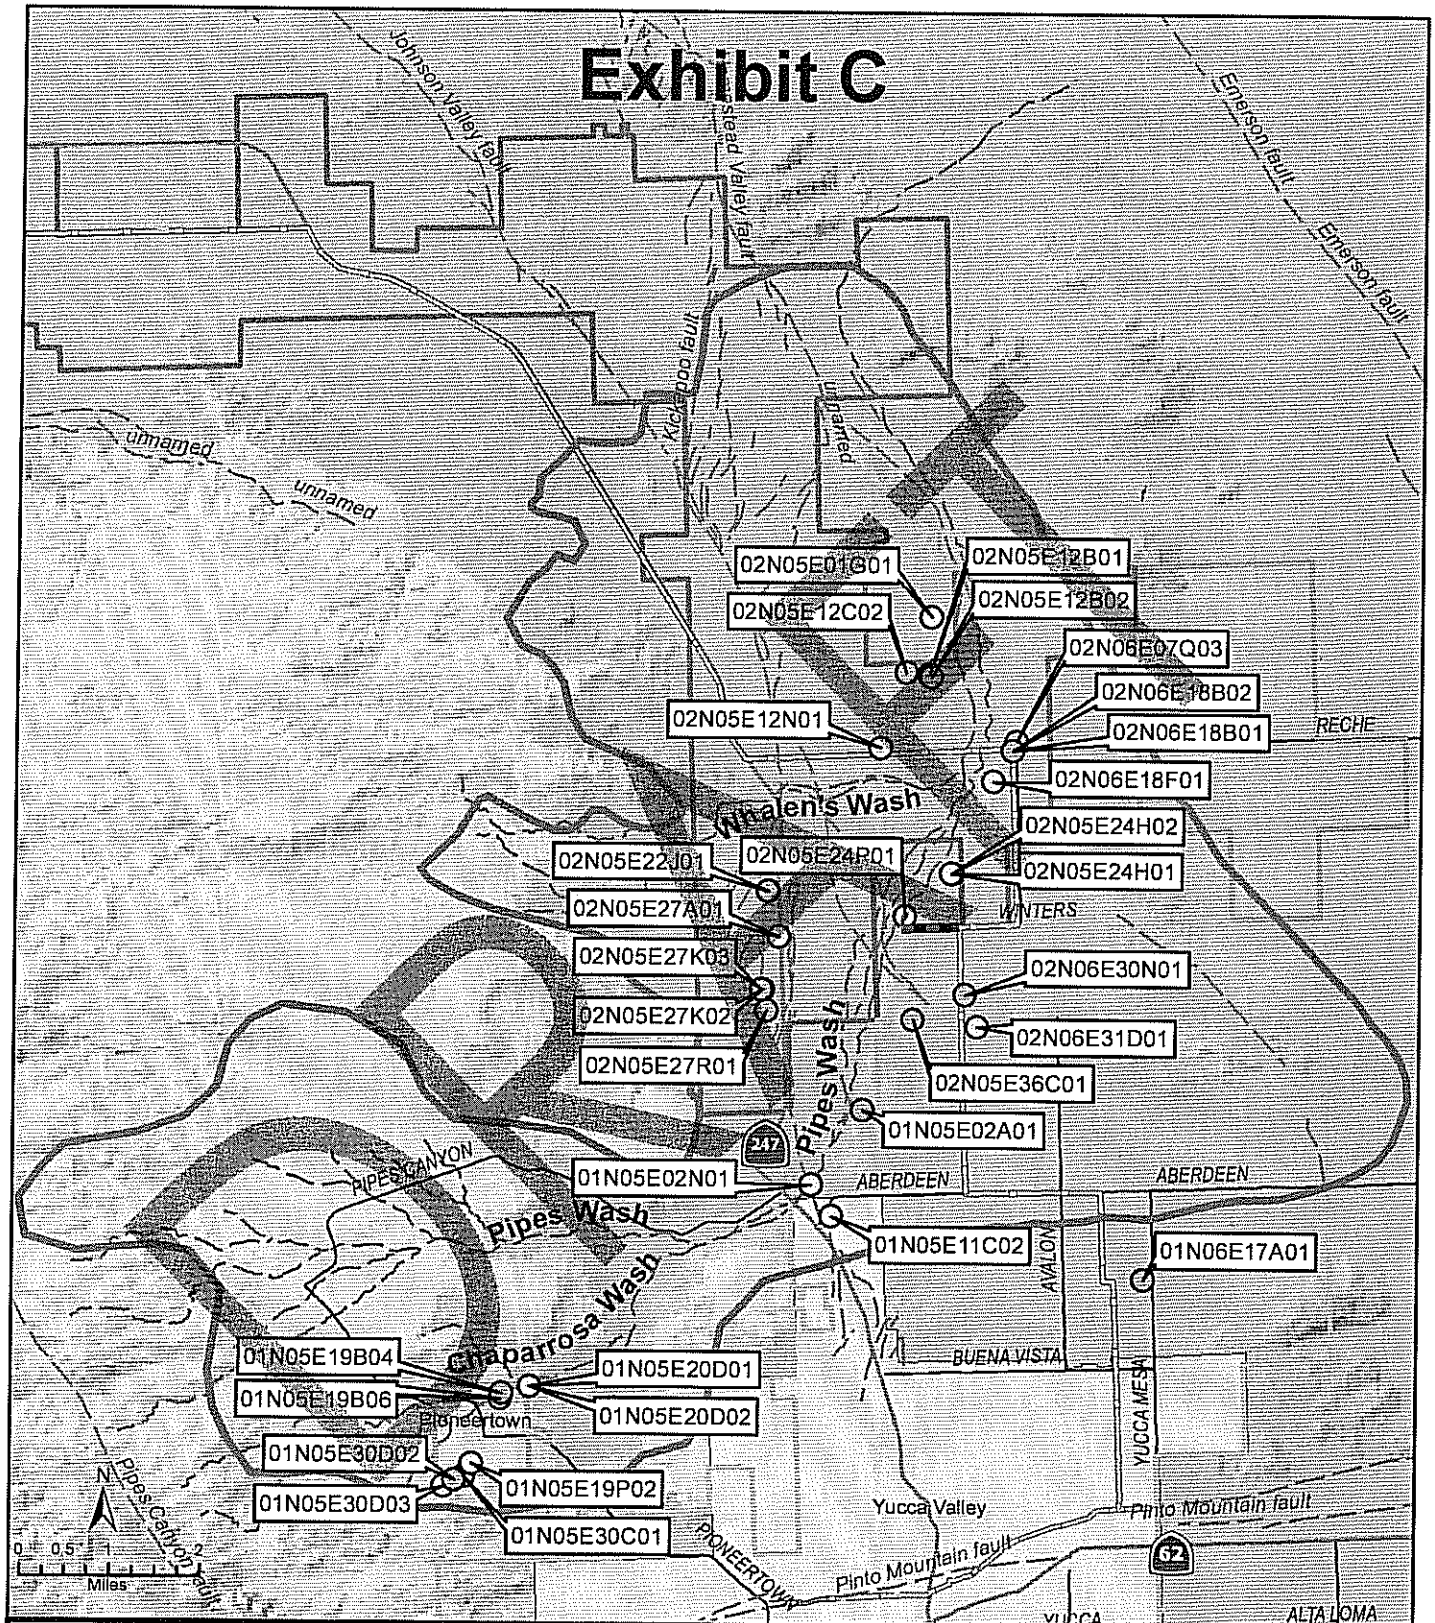 Exhibit C
Johnson Valley fault
stead Valley fault
Emerson fault
Emerson fault
Kickapoo fault
unnamed
unnamed
unnamed
02N05E01G01
02N05E12B01
02N05E12C02
02N05E12B02
02N06E07Q03
02N06E18B02
02N05E12N01
02N06E18B01
RECHE
02N06E18F01
Whalen's Wash
02N05E24H02
02N05E22J01
02N05E24R01
02N05E24H01
02N05E27A01
WINTERS
02N05E27K03
02N06E30N01
02N05E27K02
02N06E31D01
02N05E27R01
Pipes Wash
02N05E36C01
01N05E02A01
247
PIPES CANYON
01N05E02N01
ABERDEEN
ABERDEEN
Pipes Wash
01N05E11C02
AVALON
01N06E17A01
Chaparrosa Wash
01N05E19B04
01N05E20D01
BUENA VISTA
01N05E19B06
01N05E20D02
YUCCA MESA
Pioneertown
01N05E30D02
01N05E19P02
01N05E30D03
01N05E30C01
Pipes Canyon fault
N
0 0.5 1 2
Miles
Yucca Valley
Pinto Mountain fault
PIONEERTOWN
Pinto Mountain fault
62
YUCCA
ALTA LOMA